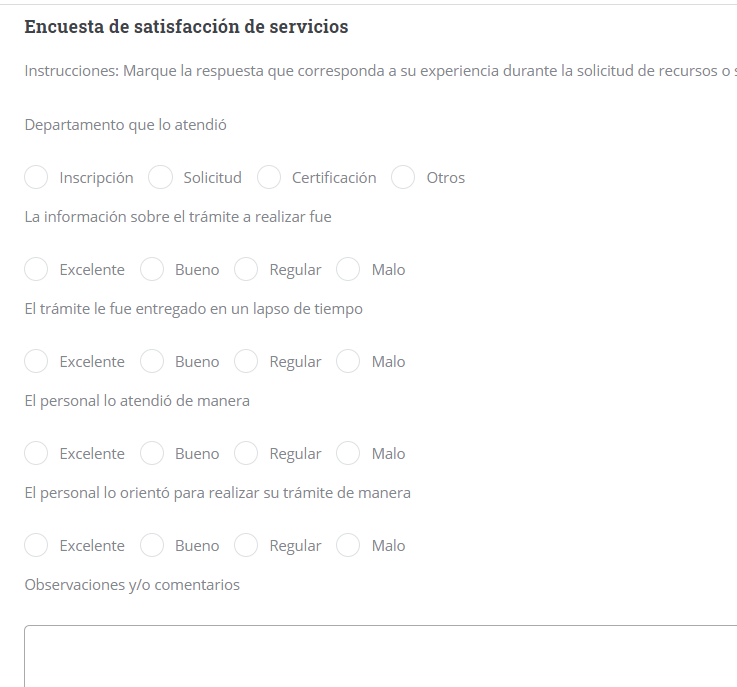 Encuesta de satisfacción de servicios
Instrucciones: Marque la respuesta que corresponda a su experiencia durante la solicitud de recursos o
Departamento que lo atendió
Inscripción Solicitud Certificación Otros
La información sobre el trámite a realizar fue
Excelente Bueno Regular Malo
El trámite le fue entregado en un lapso de tiempo
Excelente Bueno Regular Malo
El personal lo atendió de manera
Excelente Bueno Regular Malo
El personal lo orientó para realizar su trámite de manera
Excelente Bueno Regular Malo
Observaciones y/o comentarios